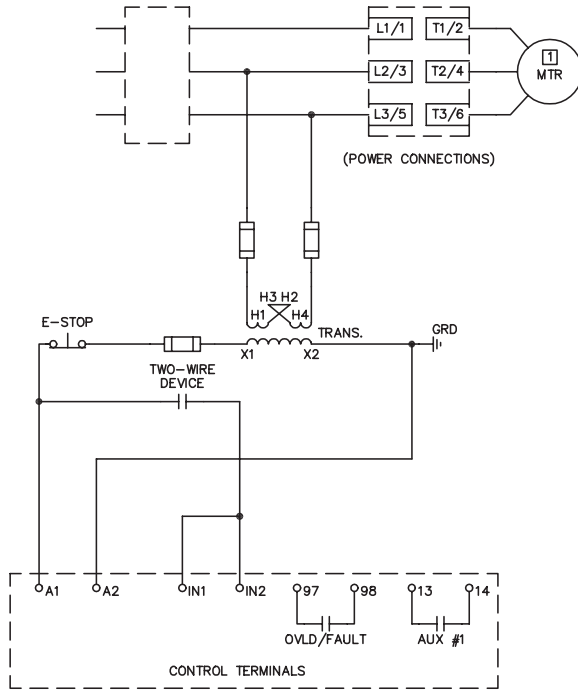 L1/1 T1/2
1
L2/3 T2/4 MTR
L3/5 T3/6
(POWER CONNECTIONS)
H3 H2
H1 H4
E-STOP TRANS. GRD
X1 X2
TWO-WIRE
DEVICE
A1 A2 IN1 IN2 97 98 13 14
OVLD/FAULT AUX #1
CONTROL TERMINALS